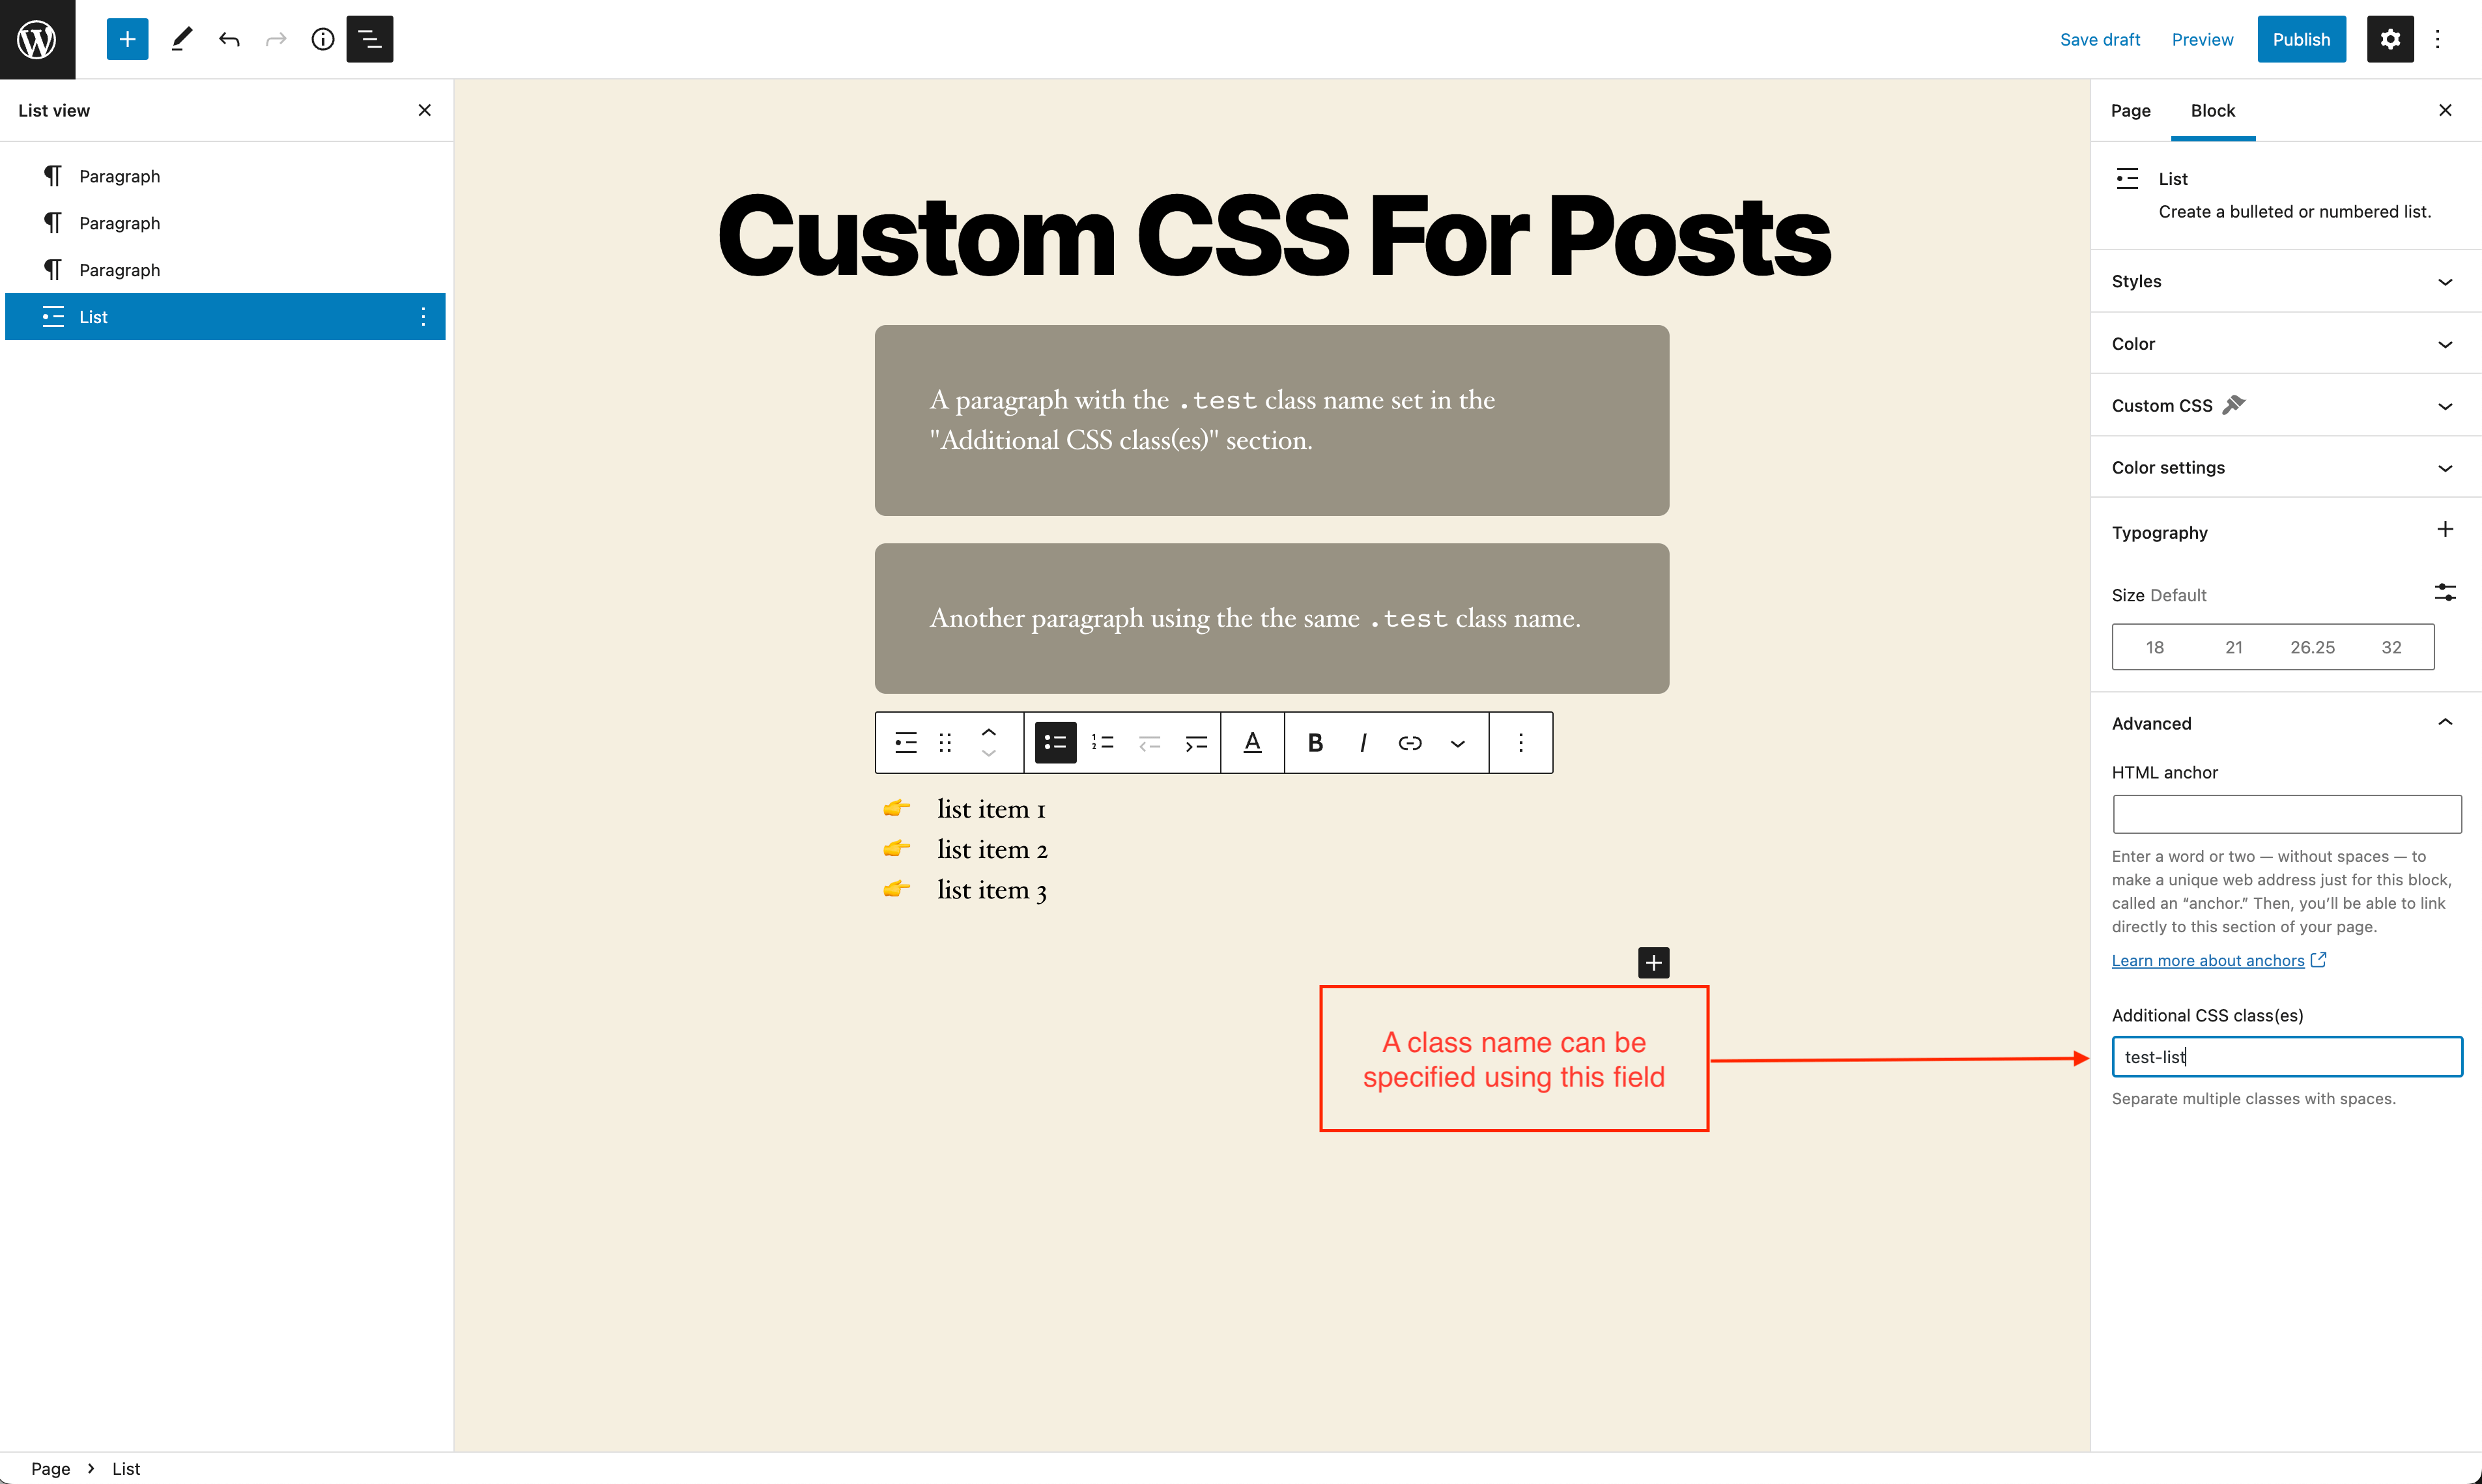 Save draft
Preview
Publish
List view
Paragraph
Paragraph
Paragraph
List
Custom CSS For Posts
A paragraph with the .test class name set in the
"Additional CSS class(es)" section.
Another paragraph using the the same .test class name.
A
B
I
👉 list item 1
👉 list item 2
👉 list item 3
A class name can be
specified using this field
Page Block
List
Create a bulleted or numbered list.
Styles
Color
Custom CSS
Color settings
Typography
Size Default
18 21 26.25 32
Advanced
HTML anchor
Enter a word or two — without spaces — to
make a unique web address just for this block,
called an “anchor.” Then, you’ll be able to link
directly to this section of your page.
Learn more about anchors
Additional CSS class(es)
test-list
Separate multiple classes with spaces.
Page > List